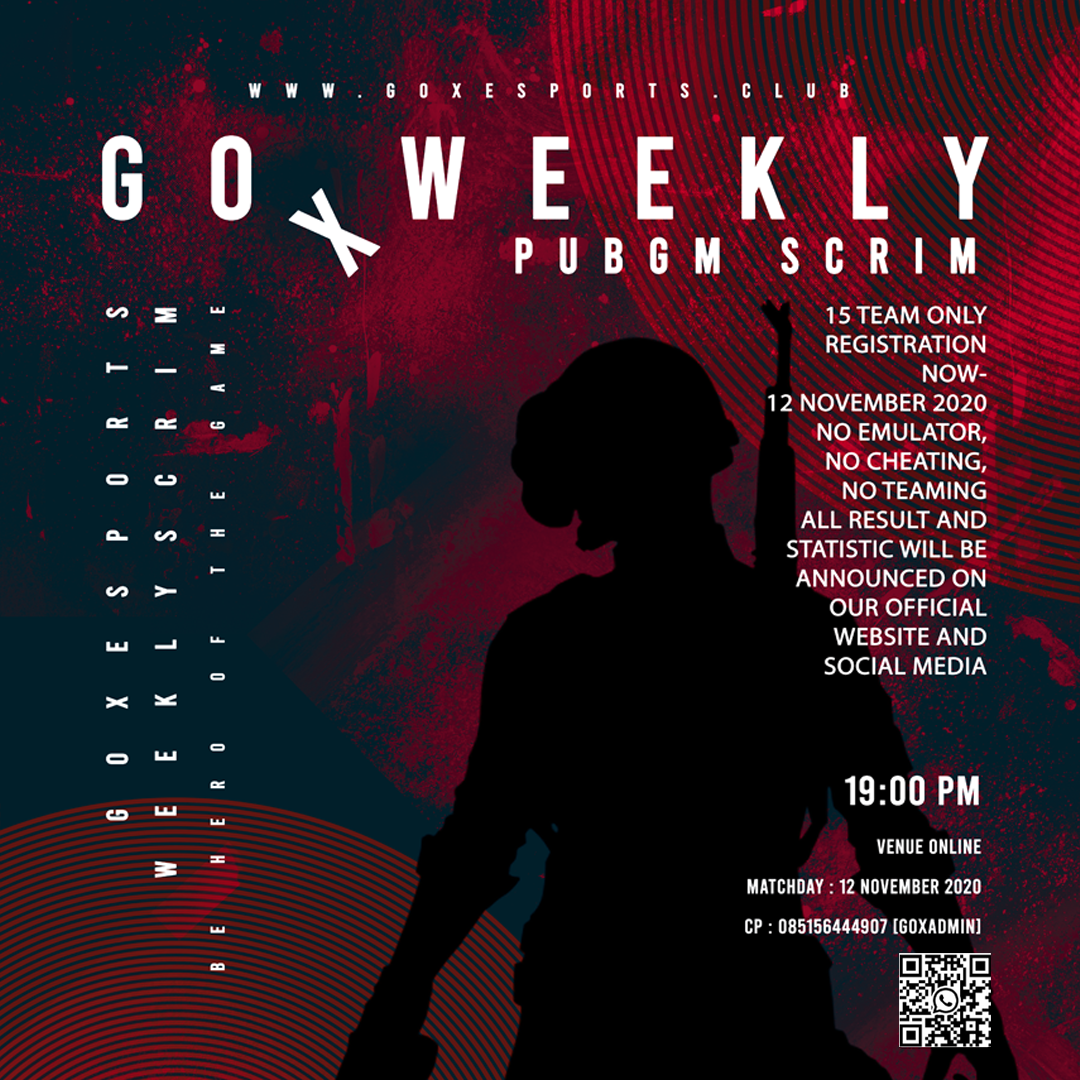 WWW.GOXESPORTS.CLUB
GO X WEEKLY
PUBGM SCRIM
GOXESPORTS
WEEKLY SCRIM
BE HERO OF THE GAME
15 TEAM ONLY
REGISTRATION
NOW-
12 NOVEMBER 2020
NO EMULATOR,
NO CHEATING,
NO TEAMING
ALL RESULT AND
STATISTIC WILL BE
ANNOUNCED ON
OUR OFFICIAL
WEBSITE AND
SOCIAL MEDIA
19:00 PM
VENUE ONLINE
MATCHDAY : 12 NOVEMBER 2020
CP : 085156444907 [GOXADMIN]